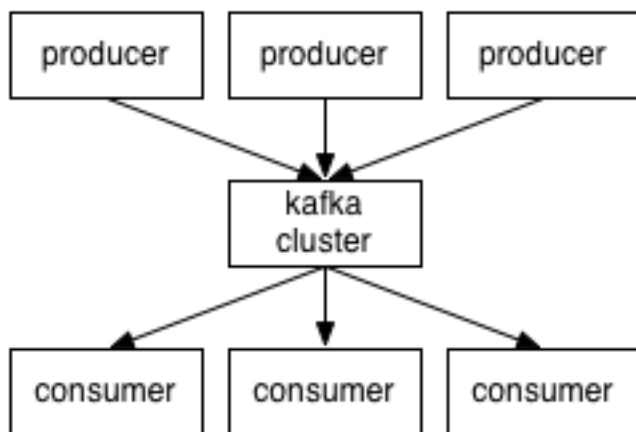 producer
producer
producer
kafka
cluster
consumer
consumer
consumer